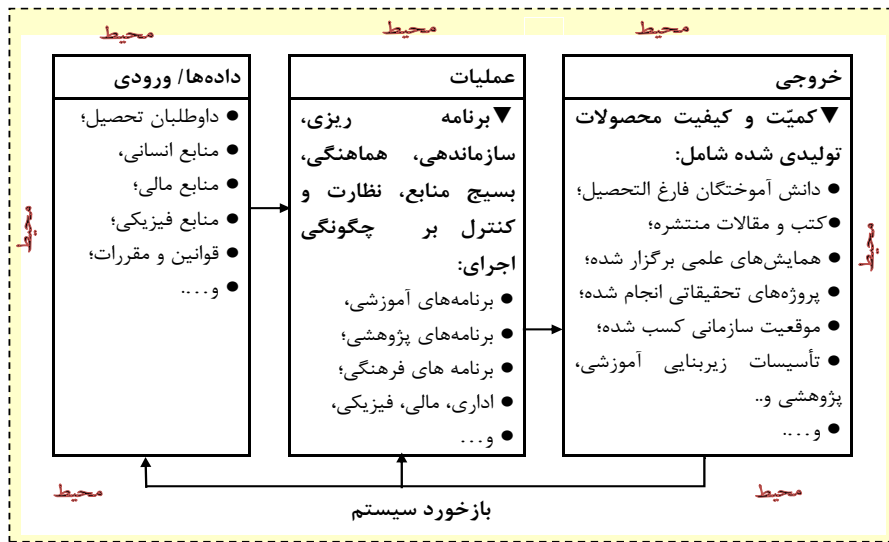 محیط
محیط
محیط
داده‌ها/ ورودی
● داوطلبان تحصیل؛
● منابع انسانی،
● منابع مالی؛
● منابع فیزیکی؛
● قوانین و مقررات؛
● و....
عملیات
▼برنامه ریزی،
سازماندهی، هماهنگی،
بسیج منابع، نظارت و
کنترل بر چگونگی
اجرای:
● برنامه‌های آموزشی،
● برنامه‌های پژوهشی؛
● برنامه های فرهنگی؛
● اداری، مالی، فیزیکی،
● و...
خروجی
▼کمیّت و کیفیت محصولات
تولیدی شده شامل:
● دانش آموختگان فارغ التحصیل؛
●کتب و مقالات منتشره؛
● همایش‌های علمی برگزار شده؛
● پروژه‌های تحقیقاتی انجام شده؛
● موقعیت سازمانی کسب شده؛
● تأسیسات زیربنایی آموزشی،
پژوهشی و..
● و....
محیط
محیط
محیط
محیط
بازخورد سیستم